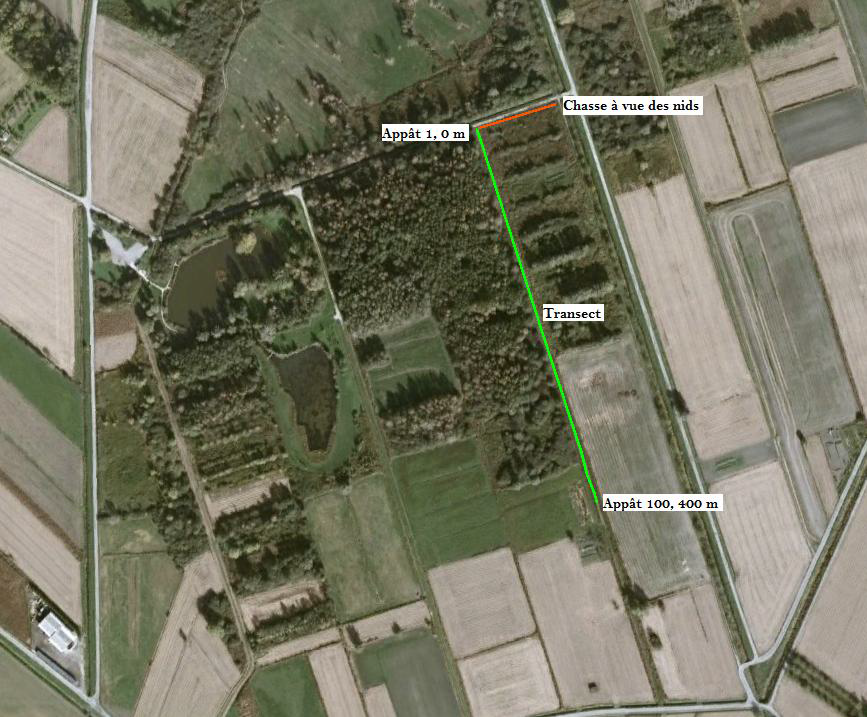 Chasse à vue des nids
Appât 1, 0 m
Transect
Appât 100, 400 m